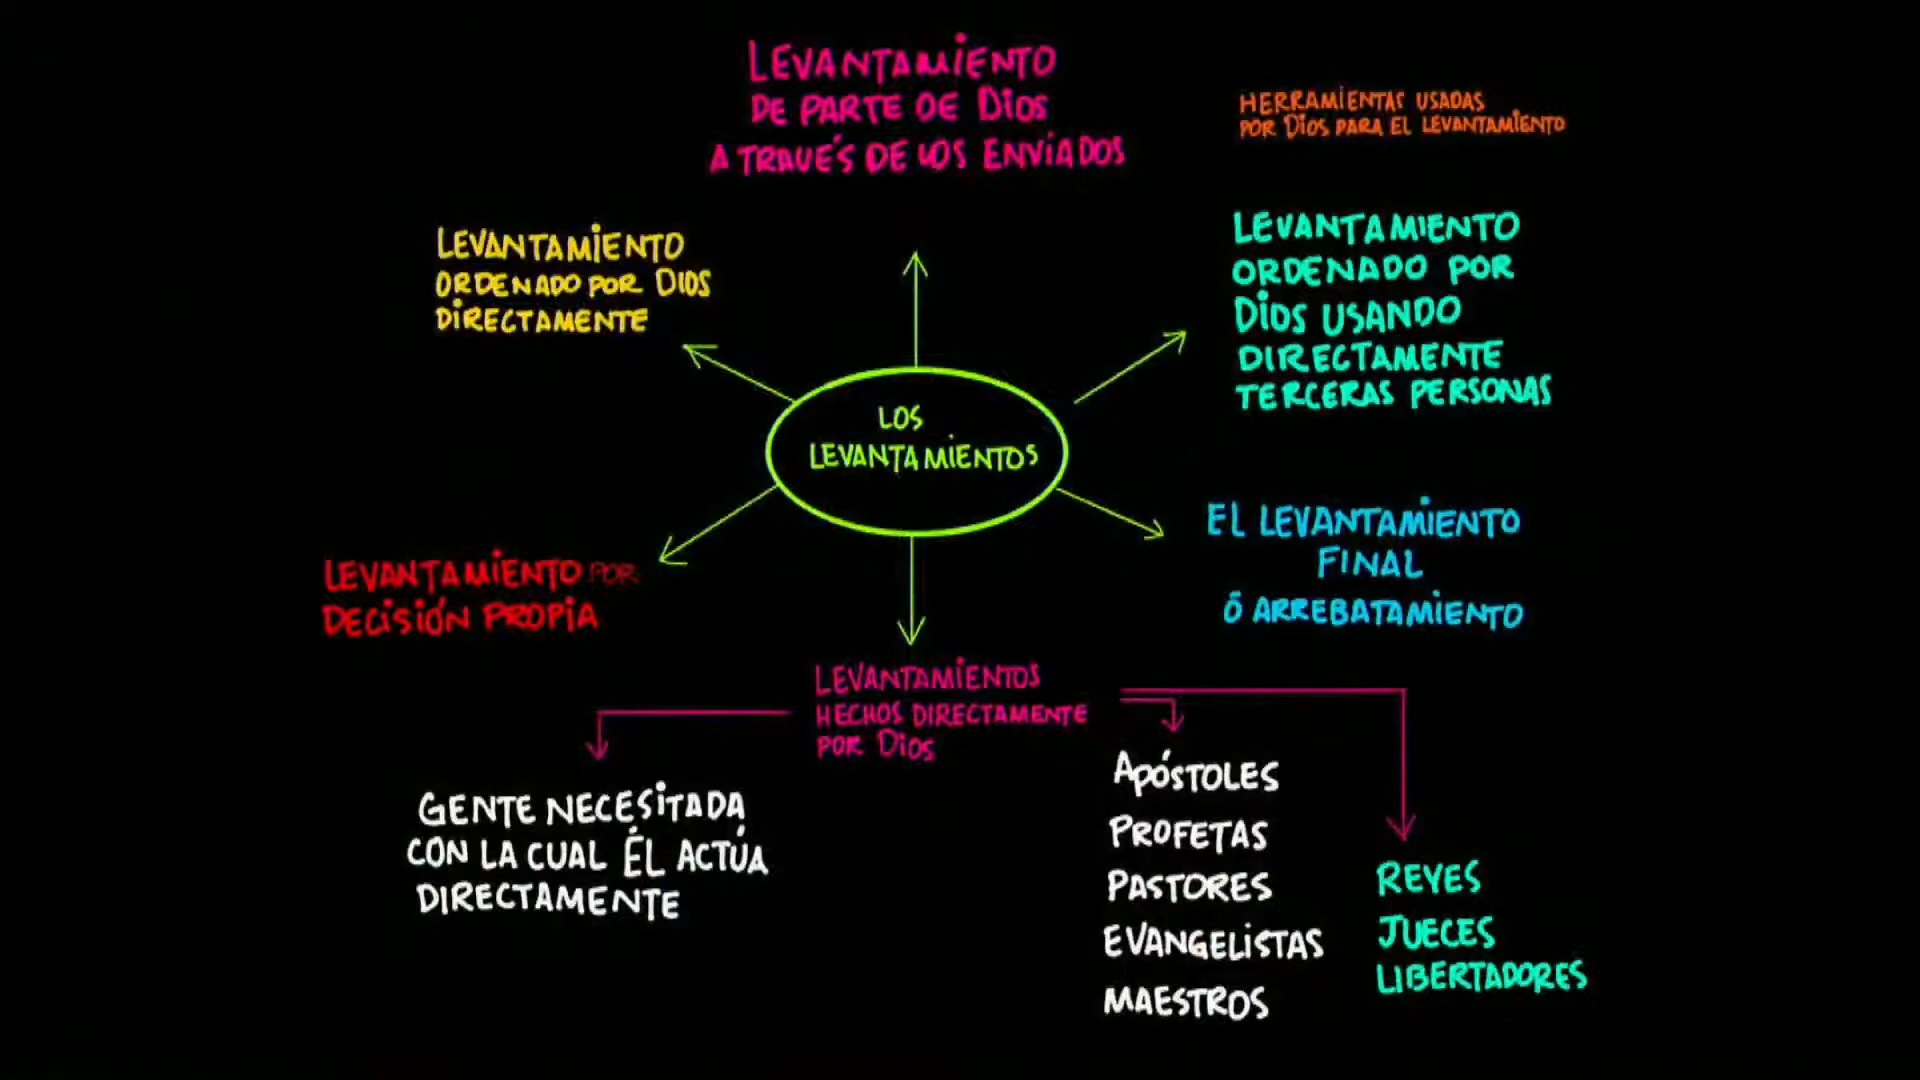 LEVANTAMIENTO
DE PARTE DE DIOS
A TRAVÉS DE LOS ENVIADOS
HERRAMIENTAS USADAS
POR DIOS PARA EL LEVANTAMIENTO
LEVANTAMIENTO
ORDENADO POR DIOS
DIRECTAMENTE
LEVANTAMIENTO
ORDENADO POR
DIOS USANDO
DIRECTAMENTE
TERCERAS PERSONAS
LOS
LEVANTAMIENTOS
EL LEVANTAMIENTO
FINAL
Ó ARREBATAMIENTO
LEVANTAMIENTO POR
DECISIÓN PROPIA
LEVANTAMIENTOS
HECHOS DIRECTAMENTE
POR DIOS
GENTE NECESITADA
CON LA CUAL ÉL ACTÚA
DIRECTAMENTE
APÓSTOLES
PROFETAS
PASTORES
EVANGELISTAS
MAESTROS
REYES
JUECES
LIBERTADORES